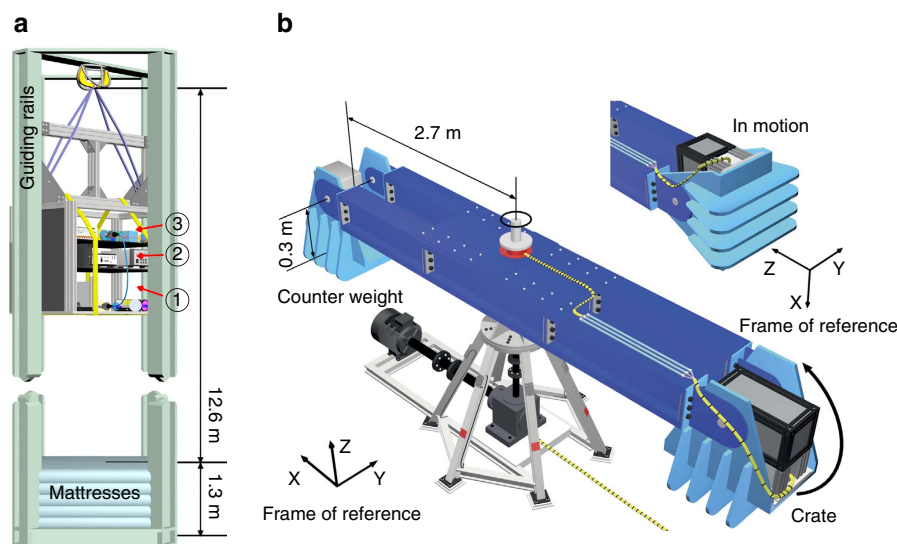 a
Guiding rails
③
②
①
12.6 m
Mattresses
1.3 m
b
2.7 m
In motion
0.3 m
Counter weight
Z
Y
X
Frame of reference
Z
X
Y
Frame of reference
Crate